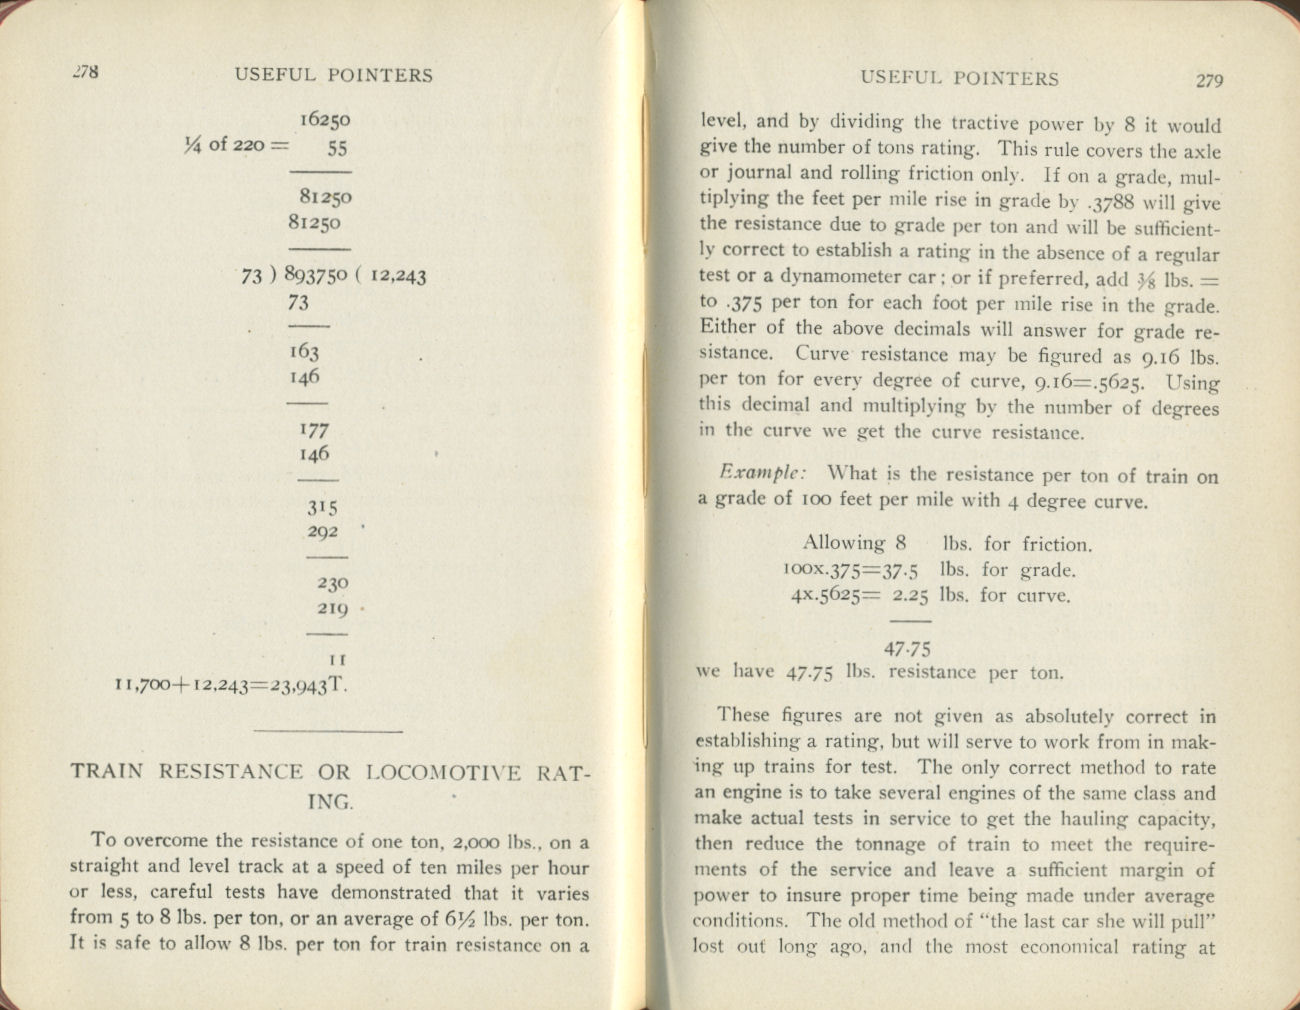 278 USEFUL POINTERS
16250
¼ of 220 = 55
81250
81250
73 ) 893750 ( 12,243
73
163
146
177
146
315
292
230
219
11
11,700+12,243=23,943T.
TRAIN RESISTANCE OR LOCOMOTIVE RAT-
ING.
To overcome the resistance of one ton, 2,000 lbs., on a
straight and level track at a speed of ten miles per hour
or less, careful tests have demonstrated that it varies
from 5 to 8 lbs. per ton, or an average of 6½ lbs. per ton.
It is safe to allow 8 lbs. per ton for train resistance on a
USEFUL POINTERS 279
level, and by dividing the tractive power by 8 it would
give the number of tons rating. This rule covers the axle
or journal and rolling friction only. If on a grade, mul-
tiplying the feet per mile rise in grade by .3788 will give
the resistance due to grade per ton and will be sufficient-
ly correct to establish a rating in the absence of a regular
test or a dynamometer car; or if preferred, add ⅜ lbs. =
to .375 per ton for each foot per mile rise in the grade.
Either of the above decimals will answer for grade re-
sistance. Curve resistance may be figured as 9.16 lbs.
per ton for every degree of curve, 9.16=.5625. Using
this decimal and multiplying by the number of degrees
in the curve we get the curve resistance.
Example: What is the resistance per ton of train on
a grade of 100 feet per mile with 4 degree curve.
Allowing 8 lbs. for friction.
100x.375=37.5 lbs. for grade.
4x.5625= 2.25 lbs. for curve.
47.75
we have 47.75 lbs. resistance per ton.
These figures are not given as absolutely correct in
establishing a rating, but will serve to work from in mak-
ing up trains for test. The only correct method to rate
an engine is to take several engines of the same class and
make actual tests in service to get the hauling capacity,
then reduce the tonnage of train to meet the require-
ments of the service and leave a sufficient margin of
power to insure proper time being made under average
conditions. The old method of “the last car she will pull”
lost out long ago, and the most economical rating at